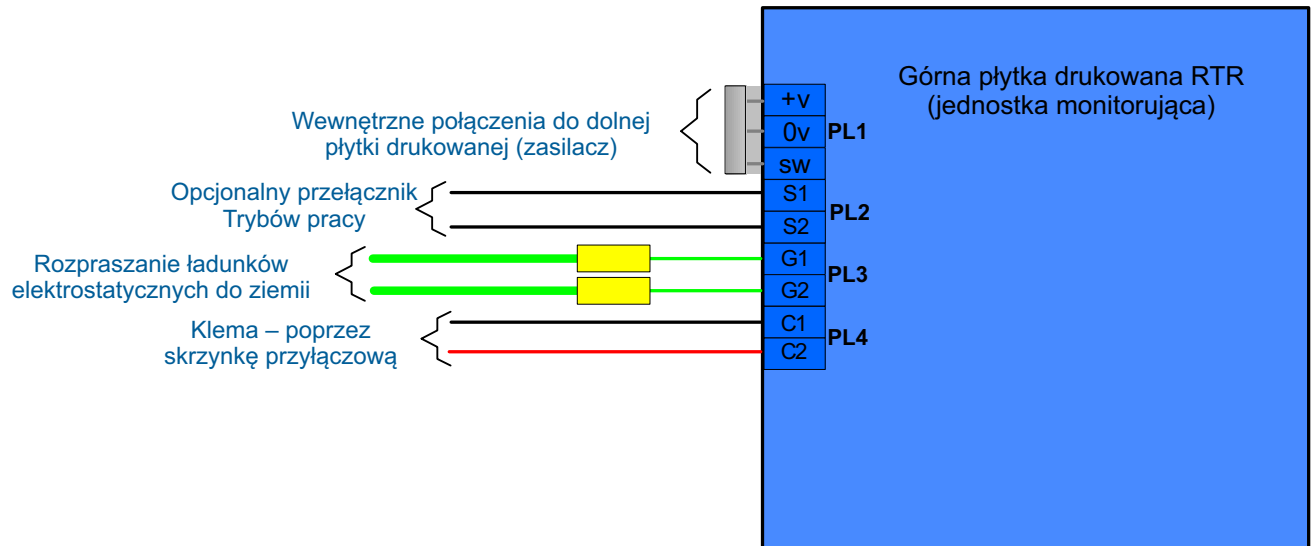 Górna płytka drukowana RTR
(jednostka monitorująca)
Wewnętrzne połączenia do dolnej
płytki drukowanej (zasilacz)
+v
0v
sw
PL1
Opcjonalny przełącznik
Trybów pracy
S1
S2
PL2
Rozpraszanie ładunków
elektrostatycznych do ziemii
G1
G2
PL3
Klema – poprzez
skrzynkę przyłączową
C1
C2
PL4